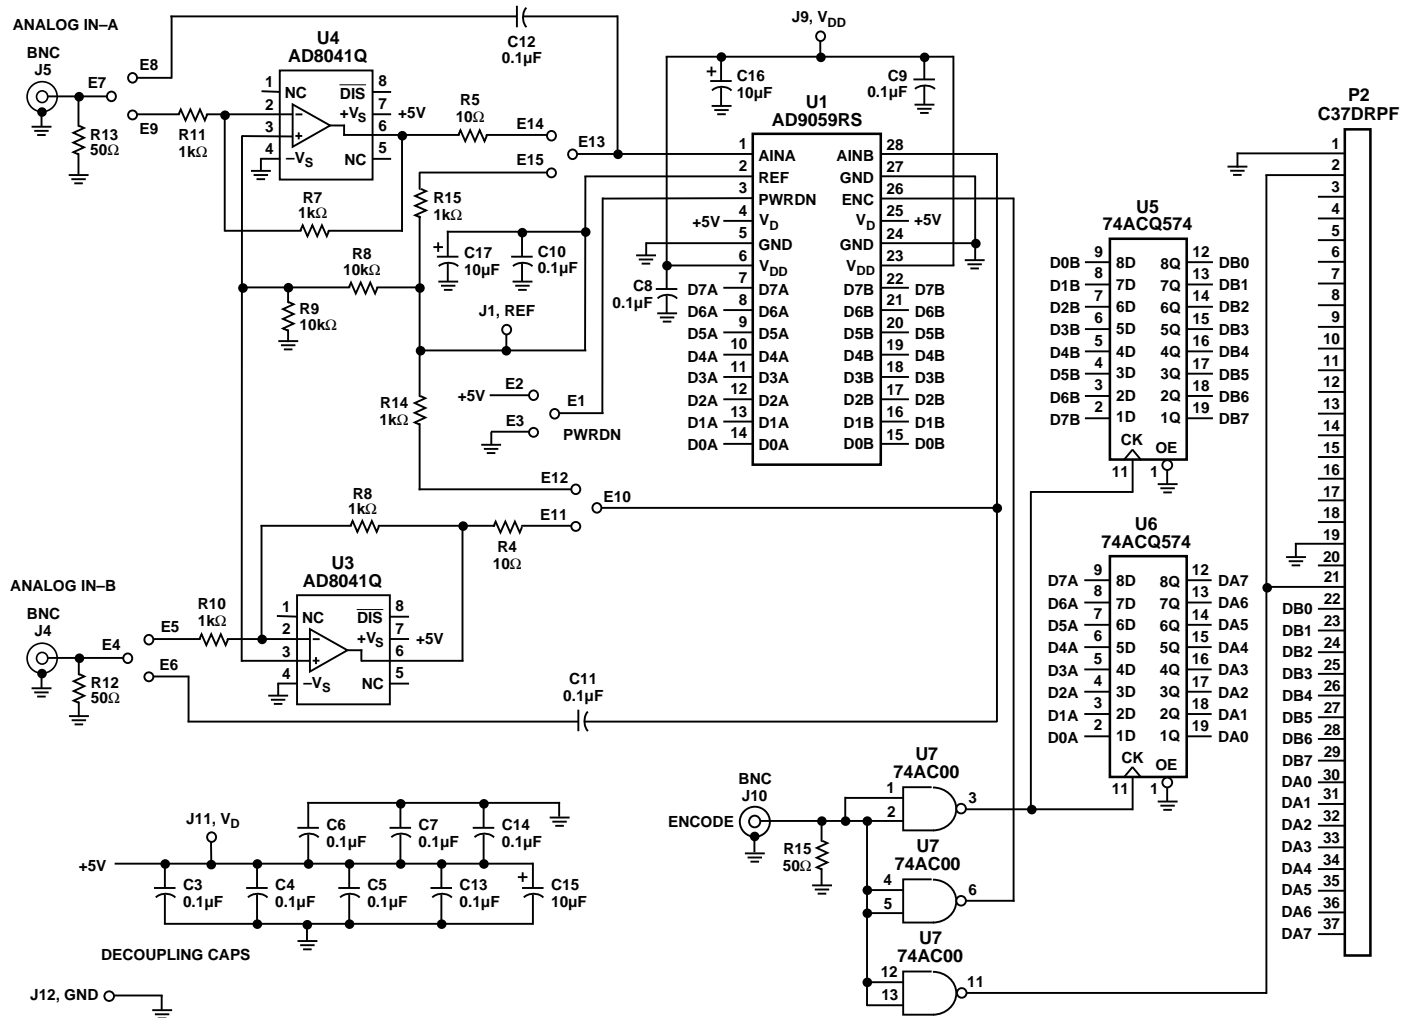 ANALOG IN–A
BNC
J5
E7
E8
E9
R13
50Ω
R11
1kΩ
C12
0.1µF
U4
AD8041Q
1
NC
2
–
3
+
4
–VS
DIS
8
+VS
7
+5V
6
NC
5
R7
1kΩ
R5
10Ω
E14
E13
E15
R15
1kΩ
R8
10kΩ
R9
10kΩ
+
C17
10µF
C10
0.1µF
J1, REF
R14
1kΩ
+5V
E2
E3
E1
PWRDN
E12
E10
E11
R8
1kΩ
R4
10Ω
J9, VDD
+
C16
10µF
C9
0.1µF
C8
0.1µF
U1
AD9059RS
1
AINA
2
REF
3
PWRDN
+5V
4
VD
5
GND
6
VDD
D7A
7
D7A
D6A
8
D6A
D5A
9
D5A
D4A
10
D4A
D3A
11
D3A
D2A
12
D2A
D1A
13
D1A
D0A
14
D0A
AINB
28
GND
27
ENC
26
VD
25
+5V
GND
24
VDD
23
D7B
22
D7B
D6B
21
D6B
D5B
20
D5B
D4B
19
D4B
D3B
18
D3B
D2B
17
D2B
D1B
16
D1B
D0B
15
D0B
U5
74ACQ574
D0B 9 8D 8Q 12 DB0
D1B 8 7D 7Q 13 DB1
D2B 7 6D 6Q 14 DB2
D3B 6 5D 5Q 15 DB3
D4B 5 4D 4Q 16 DB4
D5B 4 3D 3Q 17 DB5
D6B 3 2D 2Q 18 DB6
D7B 2 1D 1Q 19 DB7
CK
OE
11
1
U6
74ACQ574
D7A 9 8D 8Q 12 DA7
D6A 8 7D 7Q 13 DA6
D5A 7 6D 6Q 14 DA5
D4A 6 5D 5Q 15 DA4
D3A 5 4D 4Q 16 DA3
D2A 4 3D 3Q 17 DA2
D1A 3 2D 2Q 18 DA1
D0A 2 1D 1Q 19 DA0
CK
OE
11
1
P2
C37DRPF
1
2
3
4
5
6
7
8
9
10
11
12
13
14
15
16
17
18
19
20
21
DB0 22
DB1 23
DB2 24
DB3 25
DB4 26
DB5 27
DB6 28
DB7 29
DA0 30
DA1 31
DA2 32
DA3 33
DA4 34
DA5 35
DA6 36
DA7 37
ANALOG IN–B
BNC
J4
E4
E5
E6
R12
50Ω
R10
1kΩ
U3
AD8041Q
1
NC
2
–
3
+
4
–VS
DIS
8
+VS
7
+5V
6
NC
5
C11
0.1µF
BNC
J10
ENCODE
R15
50Ω
U7
74AC00
1
2
3
U7
74AC00
4
5
6
U7
74AC00
12
13
11
J11, VD
+5V
C6
0.1µF
C7
0.1µF
C14
0.1µF
C3
0.1µF
C4
0.1µF
C5
0.1µF
C13
0.1µF
+
C15
10µF
DECOUPLING CAPS
J12, GND